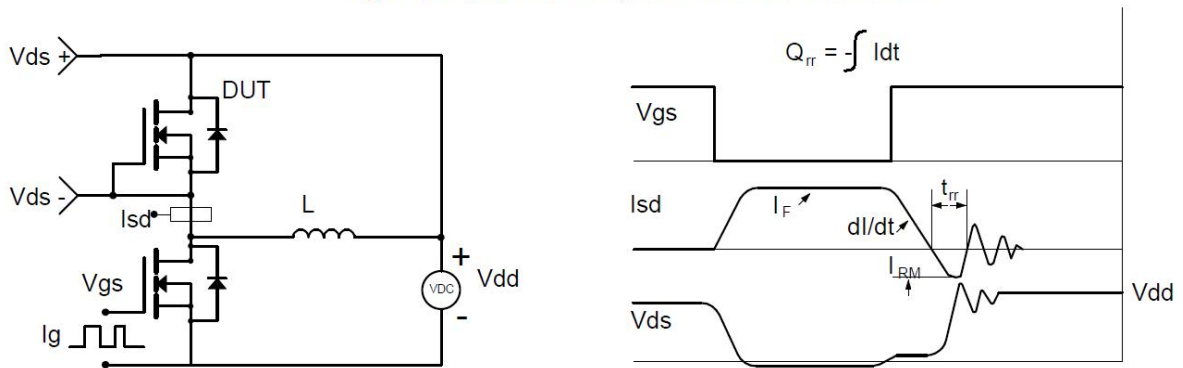 Vds +
DUT
Vds -
Isd
L
Vgs
Ig
+
VDC
Vdd
-
Qrr = -∫ Idt
Vgs
Isd
IF
dI/dt
trr
IRM
Vds
Vdd